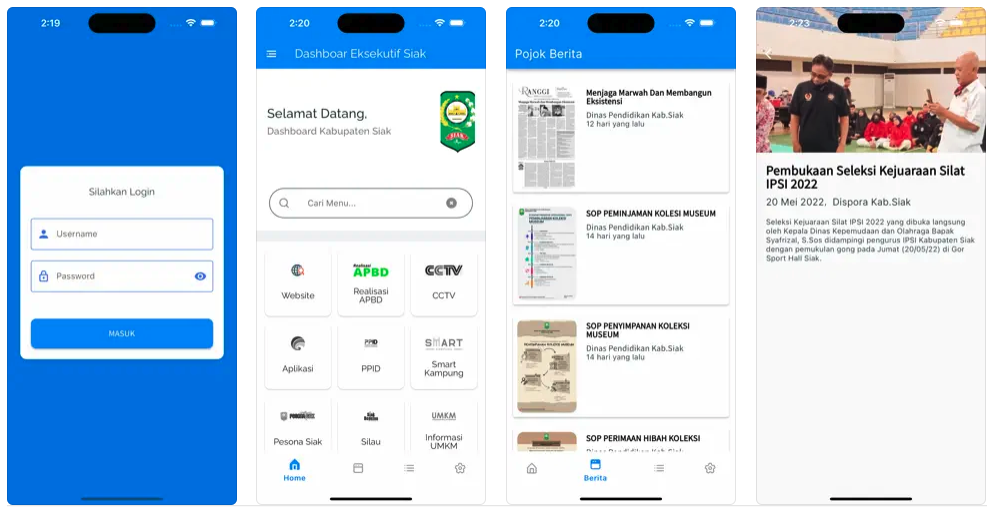 2:19
Silahkan Login
Username
Password
MASUK
2:20
Dashboar Eksekutif Siak
Selamat Datang,
Dashboard Kabupaten Siak
SIAK
Cari Menu...
Realisasi
APBD
CCTV
Website
Realisasi
APBD
CCTV
PPID
SMART
Aplikasi
PPID
Smart
Kampung
UMKM
Pesona Siak
Silau
Informasi
UMKM
Home
2:20
Pojok Berita
RANGGI
Menjaga Marwah Dan Membangun
Eksistensi
Dinas Pendidikan Kab.Siak
12 hari yang lalu
SOP PEMINJAMAN KOLESI MUSEUM
Dinas Pendidikan Kab.Siak
14 hari yang lalu
SOP PENYIMPANAN KOLEKSI
MUSEUM
Dinas Pendidikan Kab.Siak
14 hari yang lalu
SOP PERIMAAN HIBAH KOLEKSI
Berita
2:23
Pembukaan Seleksi Kejuaraan Silat
IPSI 2022
20 Mei 2022, Dispora Kab.Siak
Seleksi Kejuaraan Silat IPSI 2022 yang dibuka langsung
oleh Kepala Dinas Kepemudaan dan Olahraga Bapak
Syafrizal, S.Sos didampingi pengurus IPSI Kabupaten Siak
dengan pemukulan gong pada Jumat (20/05/22) di Gor
Sport Hall Siak.